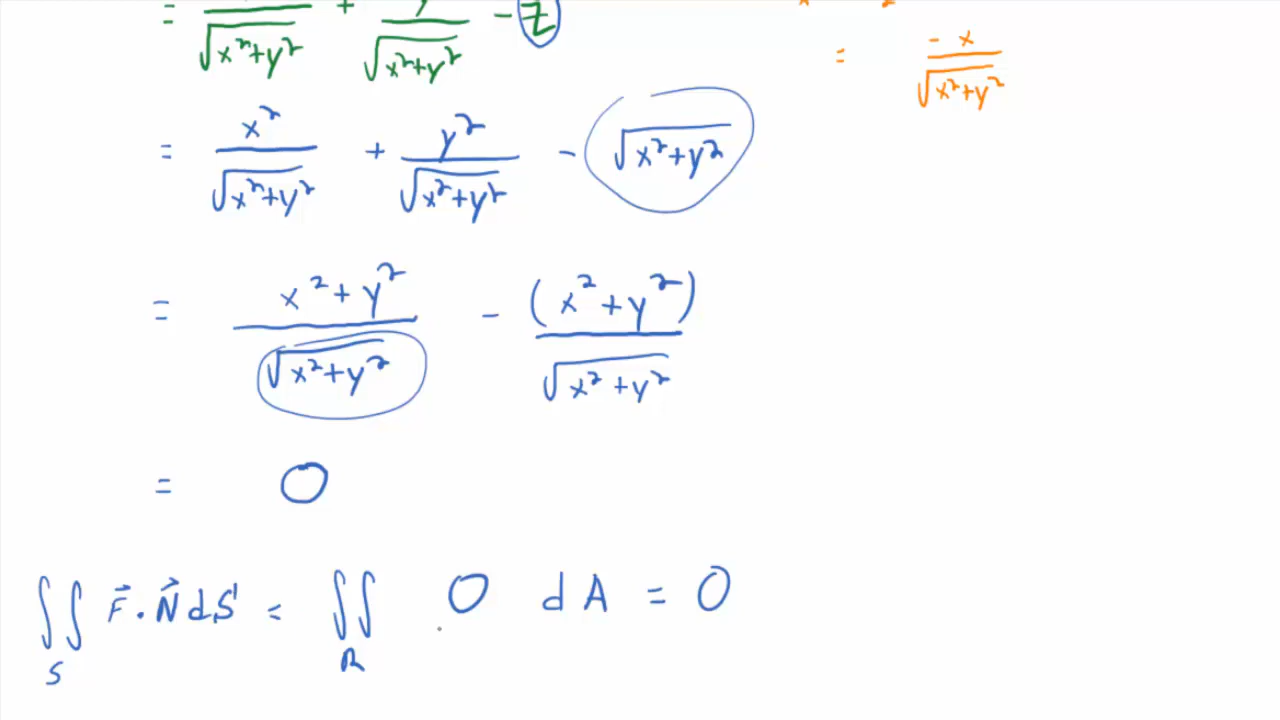 = ——/√(x²+y²) + y/√(x²+y²) - z
= -x/√(x²+y²)
= x²/√(x²+y²) + y²/√(x²+y²) - √(x²+y²)
= (x²+y²)/√(x²+y²) - (x²+y²)/√(x²+y²)
= 0
∬_S F⃗ · N⃗ dS = ∬_R 0 dA = 0